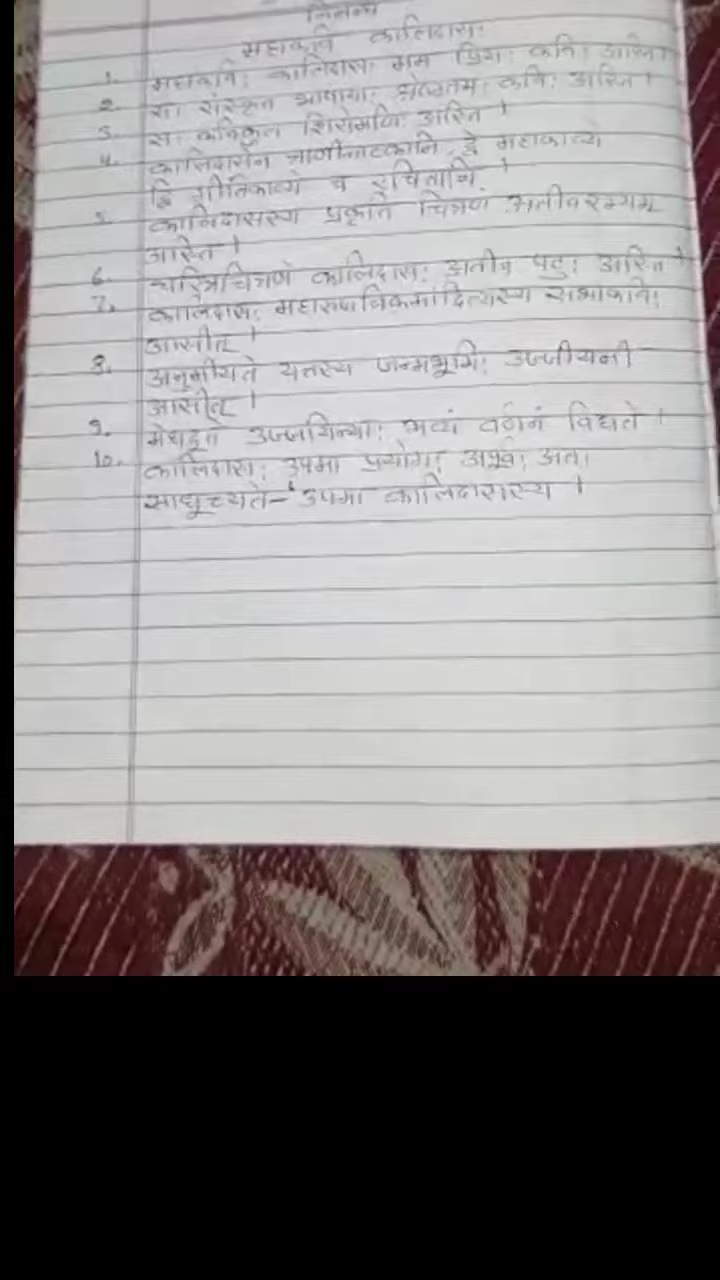 निबन्ध
महाकवि कालिदासः
1. महाकविः कालिदासः मम प्रियः कविः अस्ति।
2. सः संस्कृत भाषायाः श्रेष्ठतमः कविः अस्ति।
3. सः कविकुल शिरोमणिः अस्ति।
4. कालिदासेन त्रीणीनाटकानि, द्वे महाकाव्ये
द्वे गीतिकाव्ये च रचितानि।
5. कालिदासस्य प्रकृति चित्रण अतीवरम्यम्
अस्ति।
6. चरित्रचित्रणे कालिदासः अतीव पटुः अस्ति।
7. कालिदासः महाराजविक्रमादित्यस्य सभाकविः
आसीत्।
8. अनुमीयते यत्तस्य जन्मभूमिः उज्जयिनी
आसीत्।
9. मेघदूते उज्जयिन्याः भव्यं वर्णनं विद्यते।
10. कालिदासः उपमा प्रयोगः अपूर्वः अतः
साधूच्यते-'उपमा कालिदासस्य।